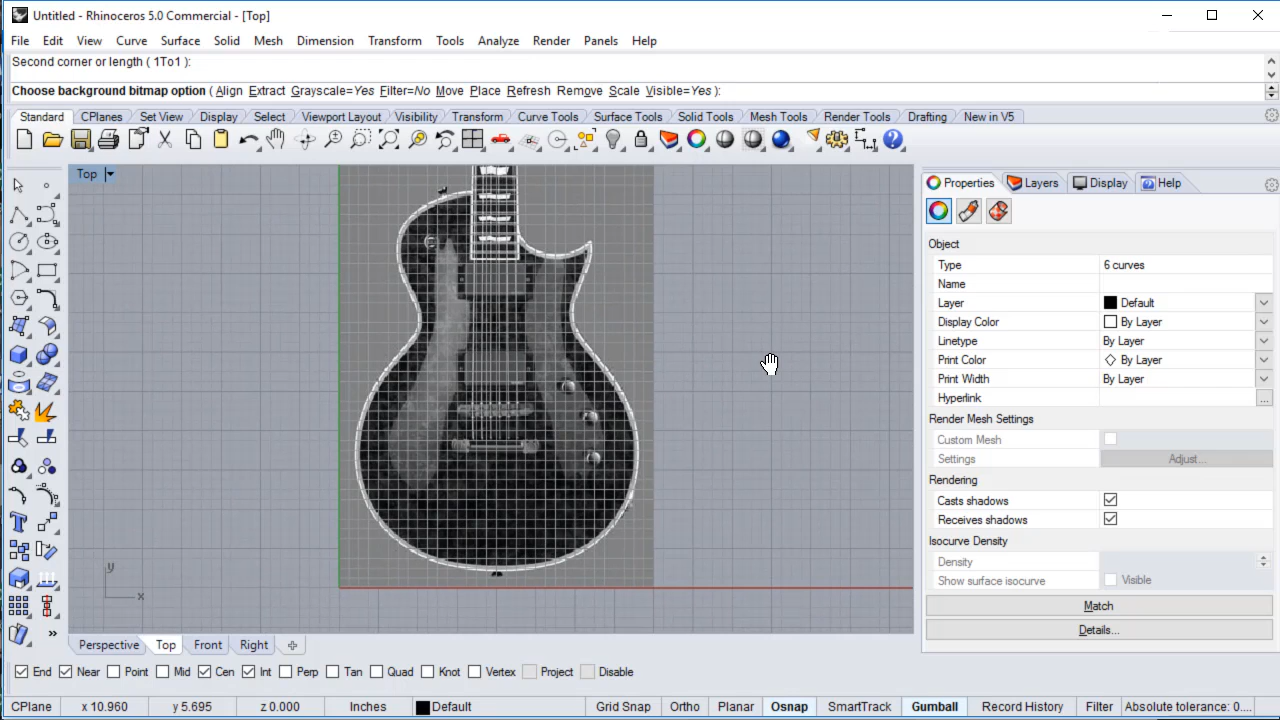 Untitled - Rhinoceros 5.0 Commercial - [Top]
File Edit View Curve Surface Solid Mesh Dimension Transform Tools Analyze Render Panels Help
Second corner or length ( 1To1 ):
Choose background bitmap option ( Align Extract Grayscale=Yes Filter=No Move Place Refresh Remove Scale Visible=Yes ):
Standard CPlanes Set View Display Select Viewport Layout Visibility Transform Curve Tools Surface Tools Solid Tools Mesh Tools Render Tools Drafting New in V5
Top
Properties Layers Display Help
Object
Type 6 curves
Name
Layer Default
Display Color By Layer
Linetype By Layer
Print Color By Layer
Print Width By Layer
Hyperlink ...
Render Mesh Settings
Custom Mesh
Settings Adjust...
Rendering
Casts shadows
Receives shadows
Isocurve Density
Density
Show surface isocurve Visible
Match
Details...
y
x
Perspective Top Front Right
End Near Point Mid Cen Int Perp Tan Quad Knot Vertex Project Disable
CPlane x 10.960 y 5.695 z 0.000 Inches Default Grid Snap Ortho Planar Osnap SmartTrack Gumball Record History Filter Absolute tolerance: 0....